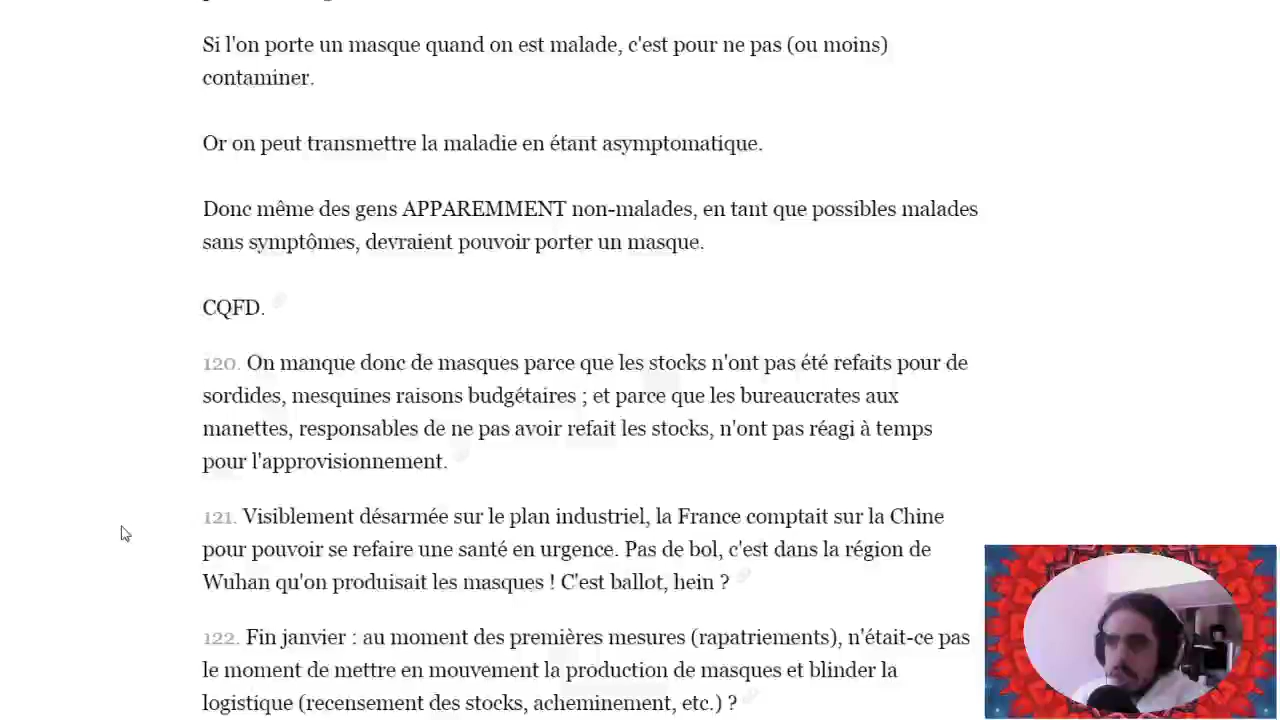 Si l'on porte un masque quand on est malade, c'est pour ne pas (ou moins)
contaminer.
Or on peut transmettre la maladie en étant asymptomatique.
Donc même des gens APPAREMMENT non-malades, en tant que possibles malades
sans symptômes, devraient pouvoir porter un masque.
CQFD.
120. On manque donc de masques parce que les stocks n'ont pas été refaits pour de
sordides, mesquines raisons budgétaires ; et parce que les bureaucrates aux
manettes, responsables de ne pas avoir refait les stocks, n'ont pas réagi à temps
pour l'approvisionnement.
121. Visiblement désarmée sur le plan industriel, la France comptait sur la Chine
pour pouvoir se refaire une santé en urgence. Pas de bol, c'est dans la région de
Wuhan qu'on produisait les masques ! C'est ballot, hein ?
122. Fin janvier : au moment des premières mesures (rapatriements), n'était-ce pas
le moment de mettre en mouvement la production de masques et blinder la
logistique (recensement des stocks, acheminement, etc.) ?